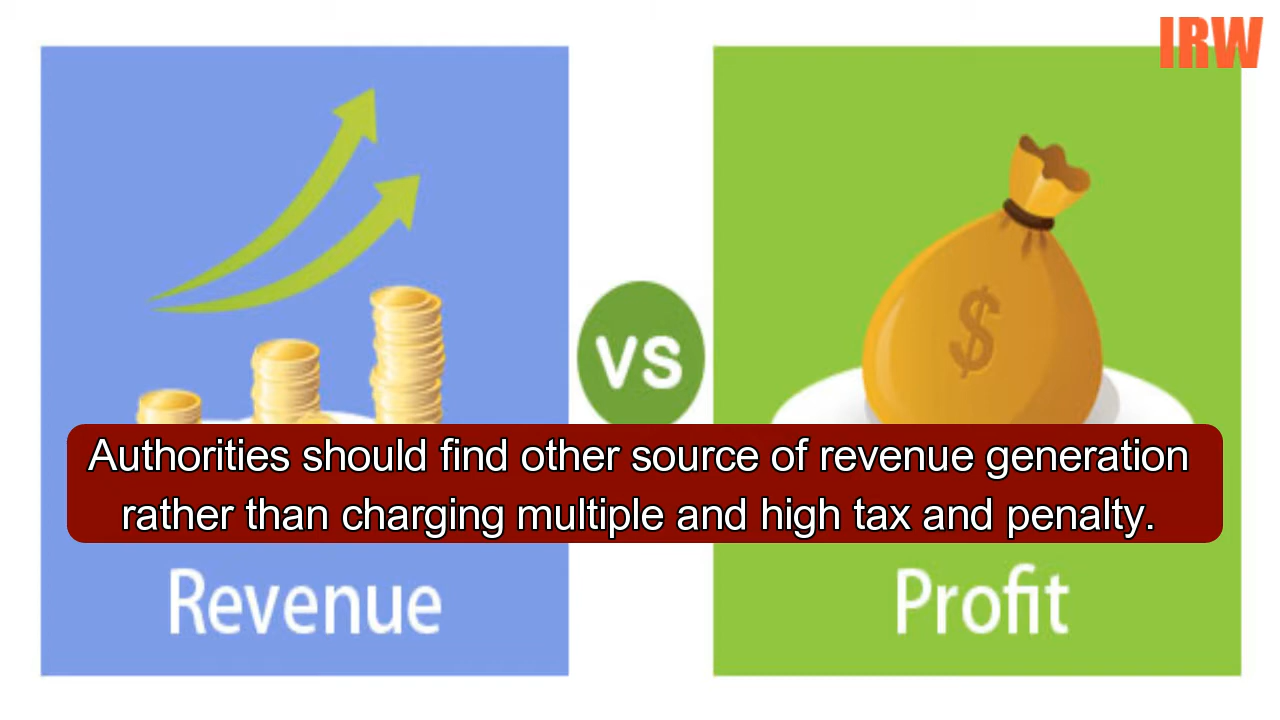 IRW
$
VS
Authorities should find other source of revenue generation
rather than charging multiple and high tax and penalty.
Revenue
Profit